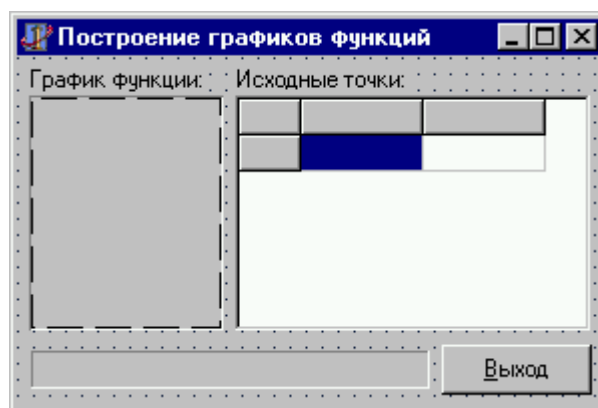 Построение графиков функций
График функции: Исходные точки:
Выход